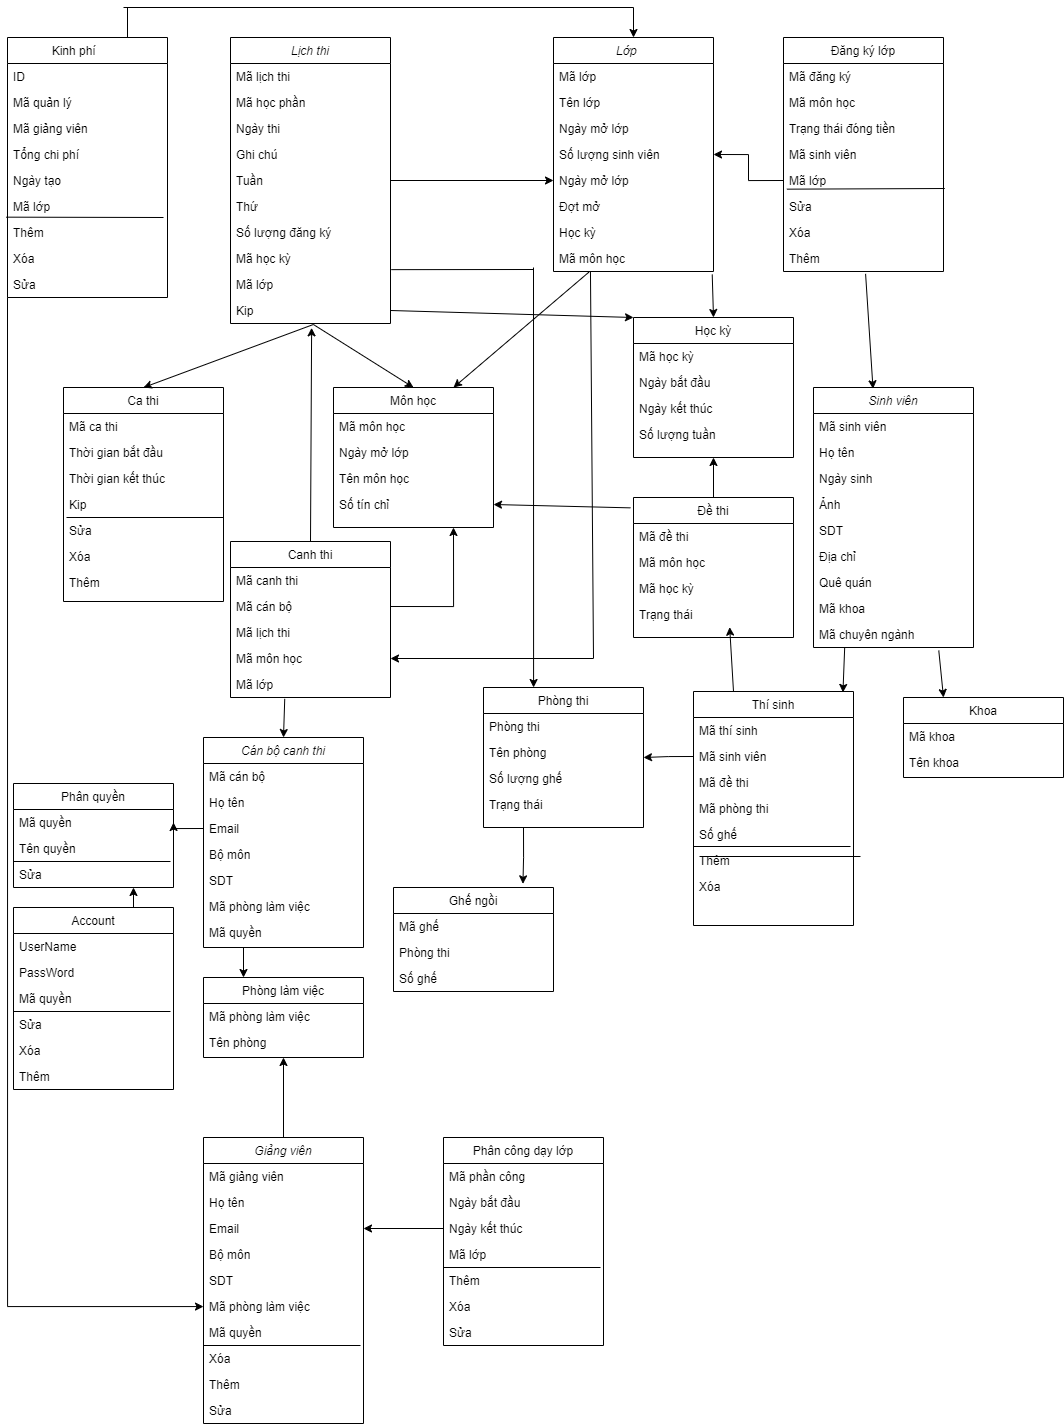 Kinh phí
ID
Mã quản lý
Mã giảng viên
Tổng chi phí
Ngày tạo
Mã lớp
Thêm
Xóa
Sửa
Lịch thi
Mã lịch thi
Mã học phần
Ngày thi
Ghi chú
Tuần
Thứ
Số lượng đăng ký
Mã học kỳ
Mã lớp
Kip
Lớp
Mã lớp
Tên lớp
Ngày mở lớp
Số lượng sinh viên
Ngày mở lớp
Đợt mở
Học kỳ
Mã môn học
Đăng ký lớp
Mã đăng ký
Mã môn học
Trạng thái đóng tiền
Mã sinh viên
Mã lớp
Sửa
Xóa
Thêm
Học kỳ
Mã học kỳ
Ngày bắt đầu
Ngày kết thúc
Số lượng tuần
Ca thi
Mã ca thi
Thời gian bắt đầu
Thời gian kết thúc
Kip
Sửa
Xóa
Thêm
Môn học
Mã môn học
Ngày mở lớp
Tên môn học
Số tín chỉ
Sinh viên
Mã sinh viên
Họ tên
Ngày sinh
Ảnh
SDT
Địa chỉ
Quê quán
Mã khoa
Mã chuyên ngành
Đề thi
Mã đề thi
Mã môn học
Mã học kỳ
Trạng thái
Canh thi
Mã canh thi
Mã cán bộ
Mã lịch thi
Mã môn học
Mã lớp
Phòng thi
Phòng thi
Tên phòng
Số lượng ghế
Trạng thái
Thí sinh
Mã thí sinh
Mã sinh viên
Mã đề thi
Mã phòng thi
Số ghế
Thêm
Xóa
Khoa
Mã khoa
Tên khoa
Cán bộ canh thi
Mã cán bộ
Họ tên
Email
Bộ môn
SDT
Mã phòng làm việc
Mã quyền
Phân quyền
Mã quyền
Tên quyền
Sửa
Ghế ngồi
Mã ghế
Phòng thi
Số ghế
Account
UserName
PassWord
Mã quyền
Sửa
Xóa
Thêm
Phòng làm việc
Mã phòng làm việc
Tên phòng
Giảng viên
Mã giảng viên
Họ tên
Email
Bộ môn
SDT
Mã phòng làm việc
Mã quyền
Xóa
Thêm
Sửa
Phân công dạy lớp
Mã phần công
Ngày bắt đầu
Ngày kết thúc
Mã lớp
Thêm
Xóa
Sửa